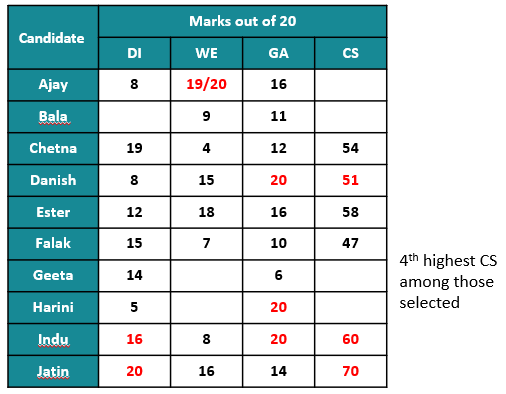 Candidate Marks out of 20
DI WE GA CS
Ajay 8 19/20 16
Bala 9 11
Chetna 19 4 12 54
Danish 8 15 20 51
Ester 12 18 16 58
Falak 15 7 10 47
Geeta 14 6
Harini 5 20
Indu 16 8 20 60
Jatin 20 16 14 70
4th highest CS
among those
selected